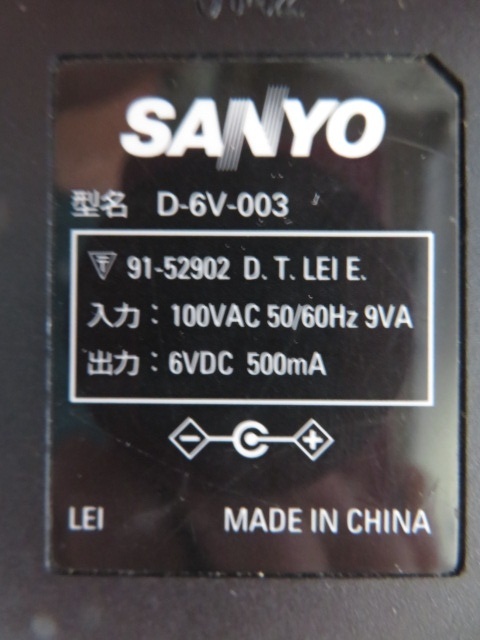 SANYO
型名 D-6V-003
91-52902 D. T. LEI E.
入力: 100VAC 50/60Hz 9VA
出力: 6VDC 500mA
LEI MADE IN CHINA